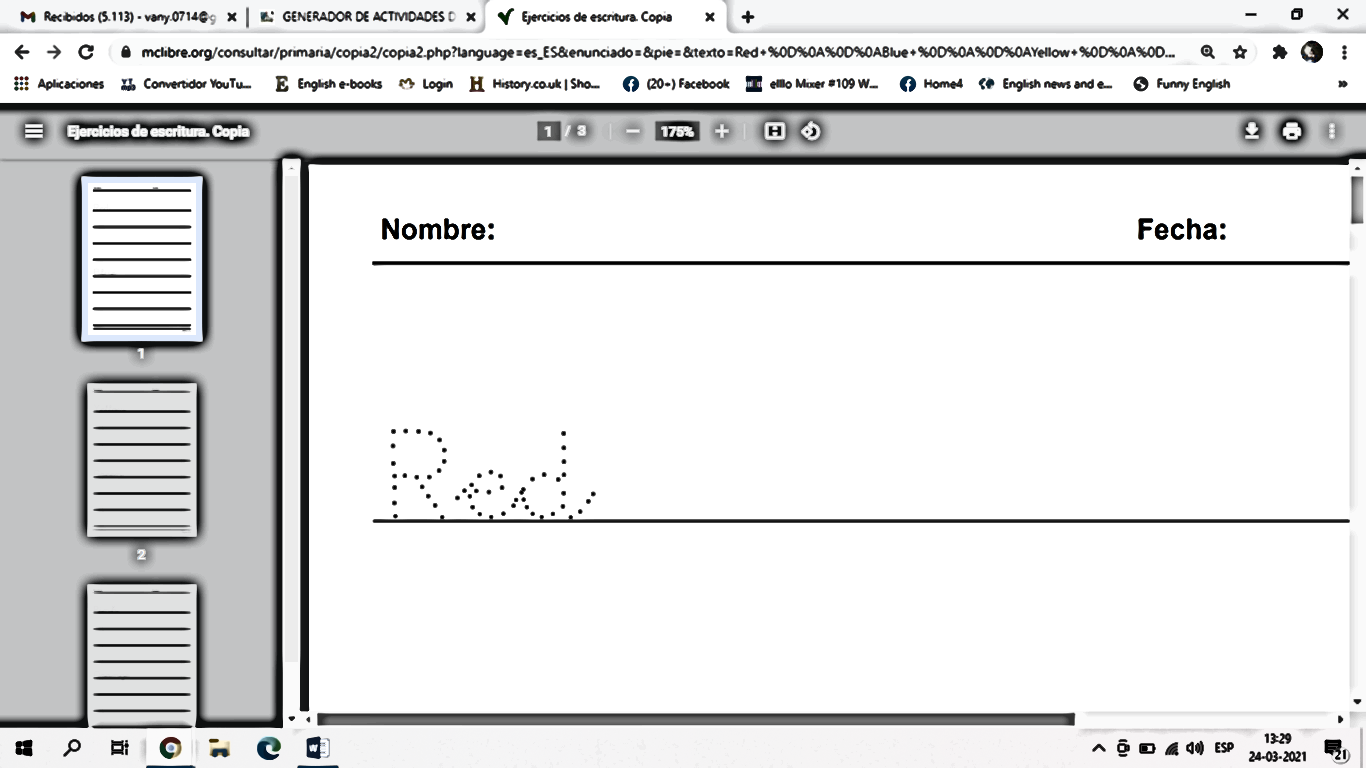 Recibidos (5.113) - vany.0714@g
GENERADOR DE ACTIVIDADES D
Ejercicios de escritura. Copia
mclibre.org/consultar/primaria/copia2/copia2.php?language=es_ES&enunciado=&pie=&texto=Red+%0D%0A%0D%0ABlue+%0D%0A%0D%0AYellow+%0D%0A%0D...
Aplicaciones Convertidor YouTu... English e-books Login History.co.uk | Sho... (20+) Facebook elllo Mixer #109 W... Home4 English news and e... Funny English »
Ejercicios de escritura. Copia 1 / 3 175%
Nombre: Fecha:
Red
1
2
ESP
13:29
24-03-2021
21